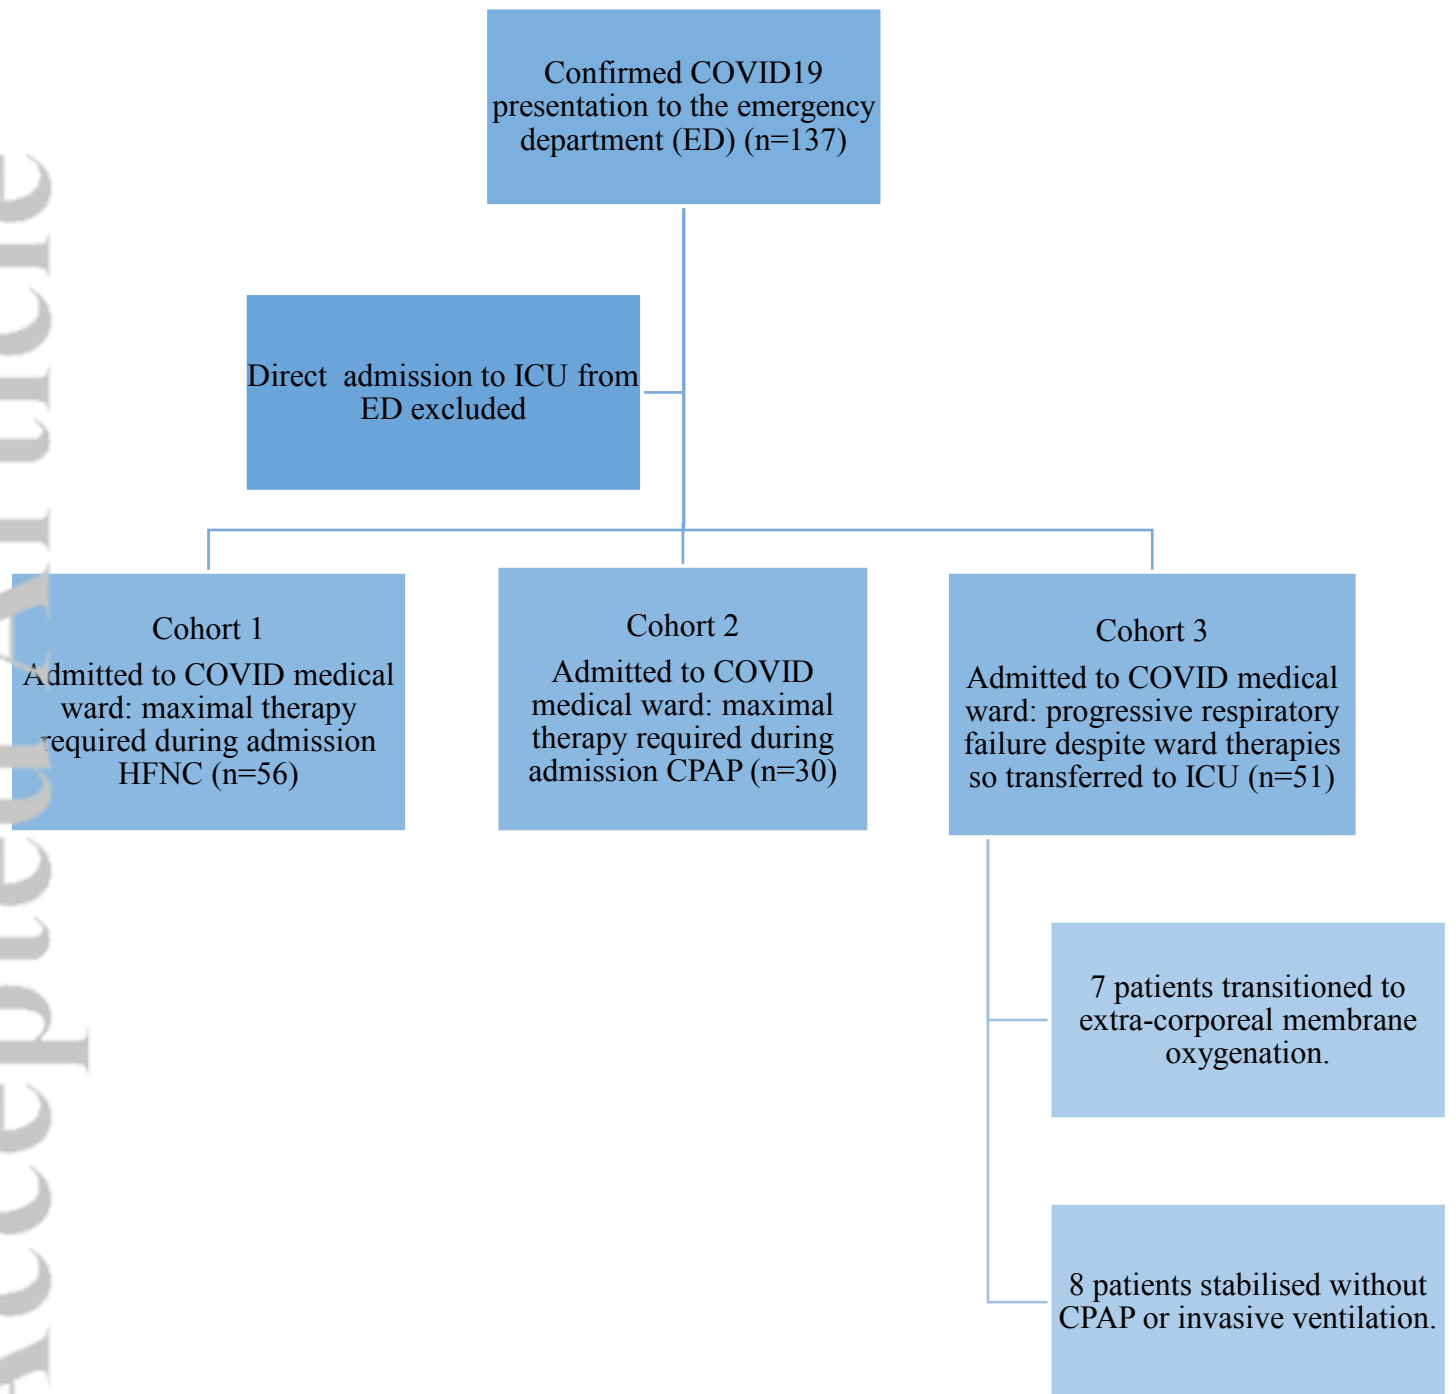 Confirmed COVID19
presentation to the emergency
department (ED) (n=137)
Direct admission to ICU from
ED excluded
Cohort 1
Admitted to COVID medical
ward: maximal therapy
required during admission
HFNC (n=56)
Cohort 2
Admitted to COVID
medical ward: maximal
therapy required during
admission CPAP (n=30)
Cohort 3
Admitted to COVID medical
ward: progressive respiratory
failure despite ward therapies
so transferred to ICU (n=51)
7 patients transitioned to
extra-corporeal membrane
oxygenation.
8 patients stabilised without
CPAP or invasive ventilation.
Accepted Article